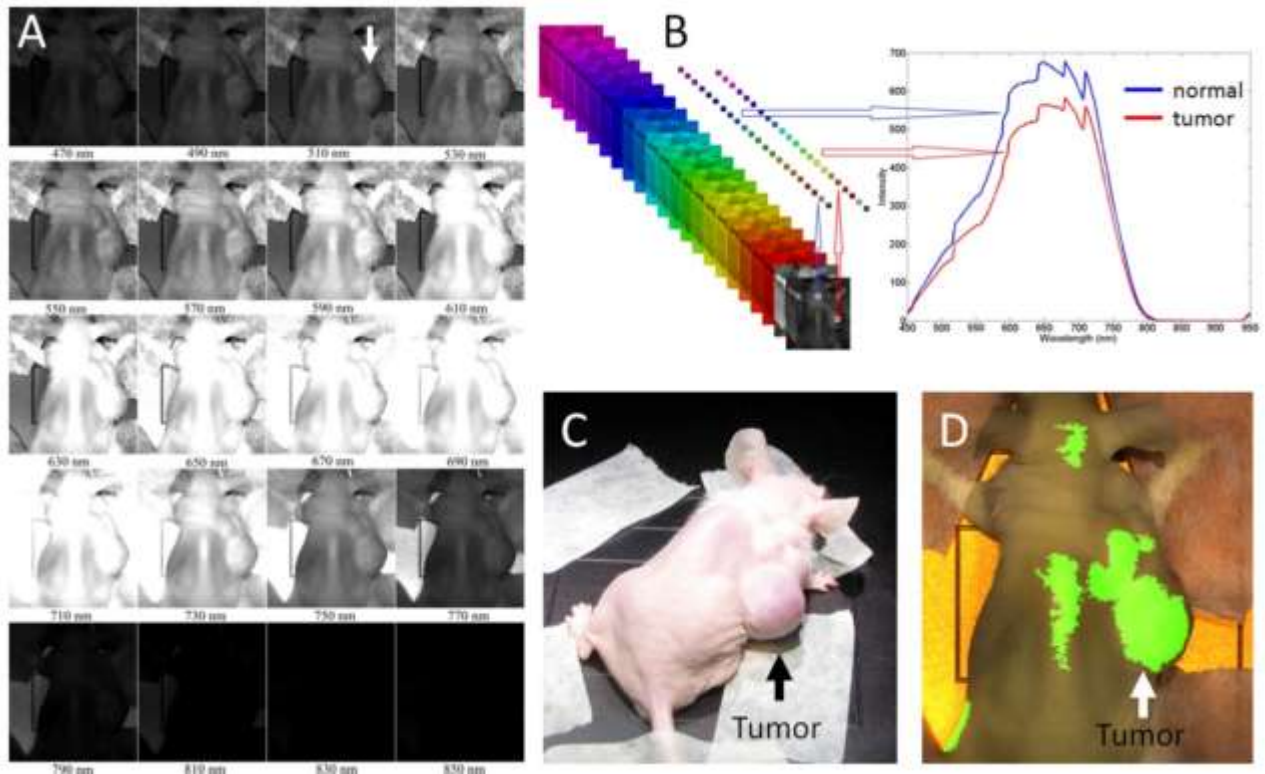 A
470 nm 490 nm 510 nm 530 nm
550 nm 570 nm 590 nm 610 nm
630 nm 650 nm 670 nm 690 nm
710 nm 730 nm 750 nm 770 nm
790 nm 810 nm 830 nm 850 nm
B
700
600
500
400
300
200
100
0
Intensity
normal
tumor
450 500 550 600 650 700 750 800 850 900 950
Wavelength (nm)
C
Tumor
D
Tumor